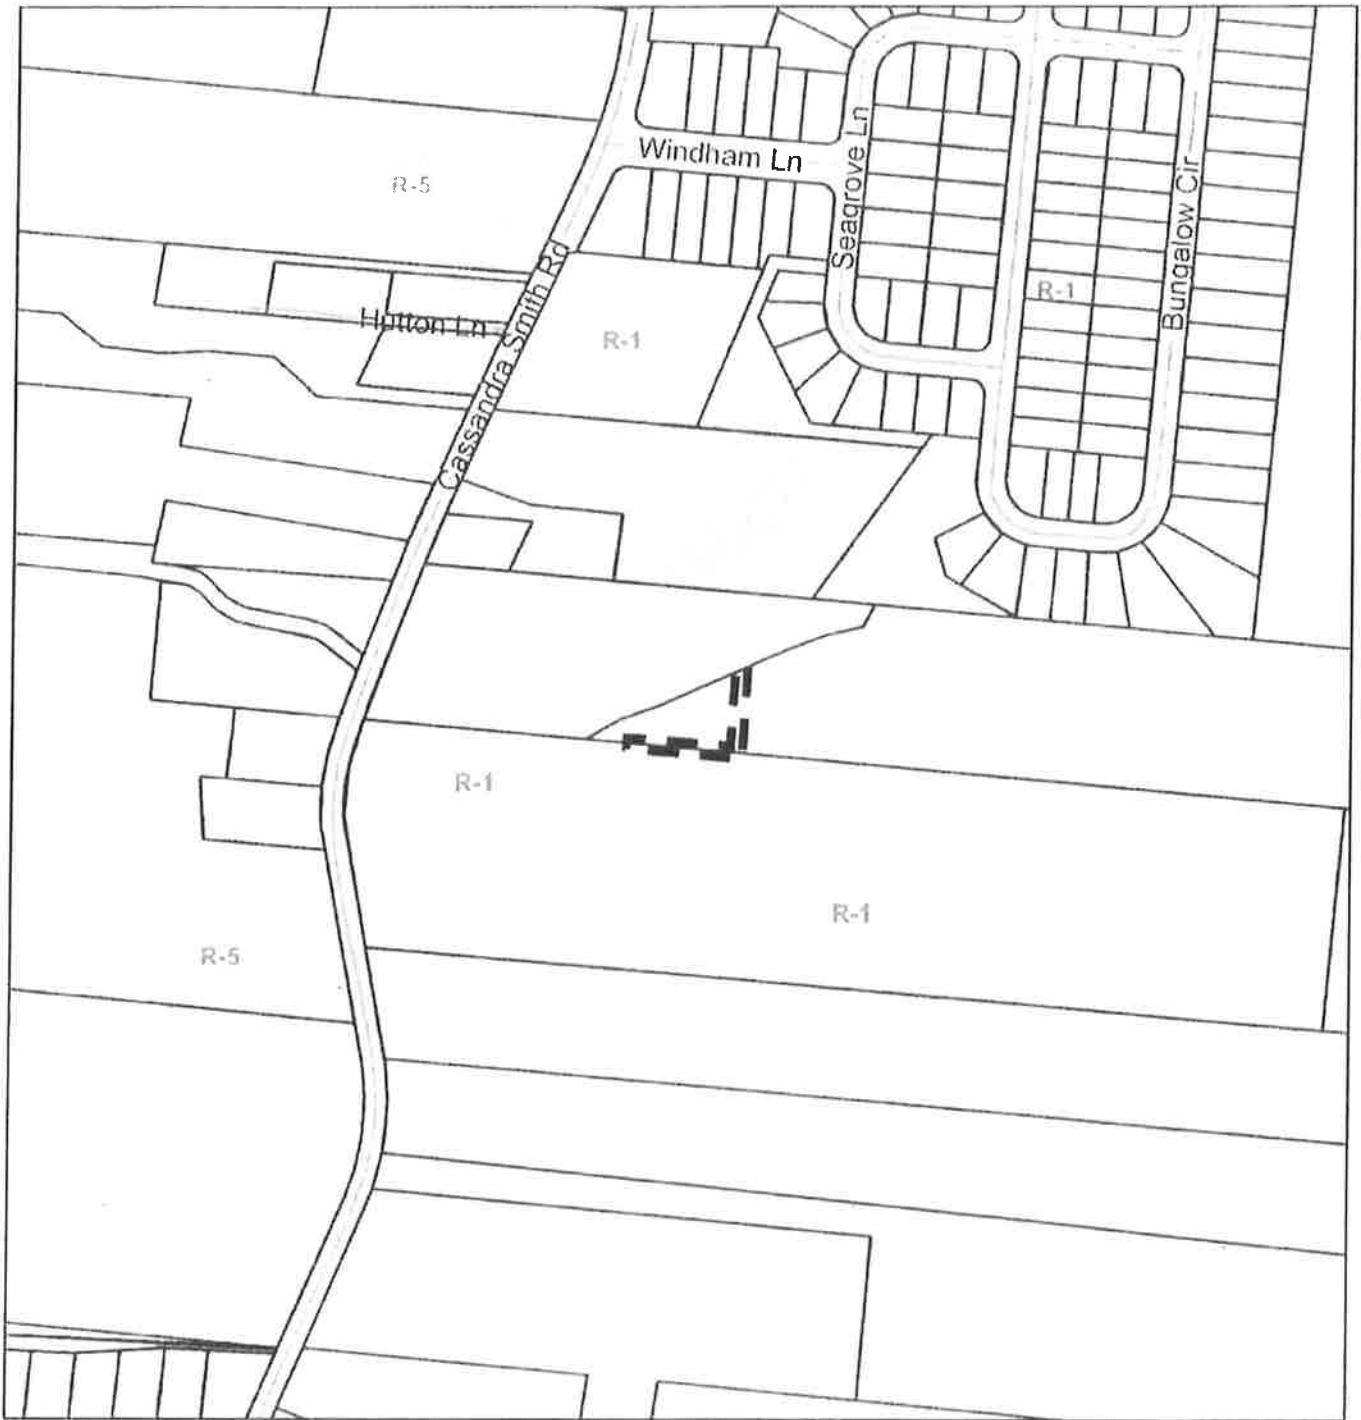 Windham Ln
R-5
Seagrove Ln
Bungalow Cir
R-1
Hutton Ln
Cassandra Smith Rd
R-1
R-1
R-1
R-5